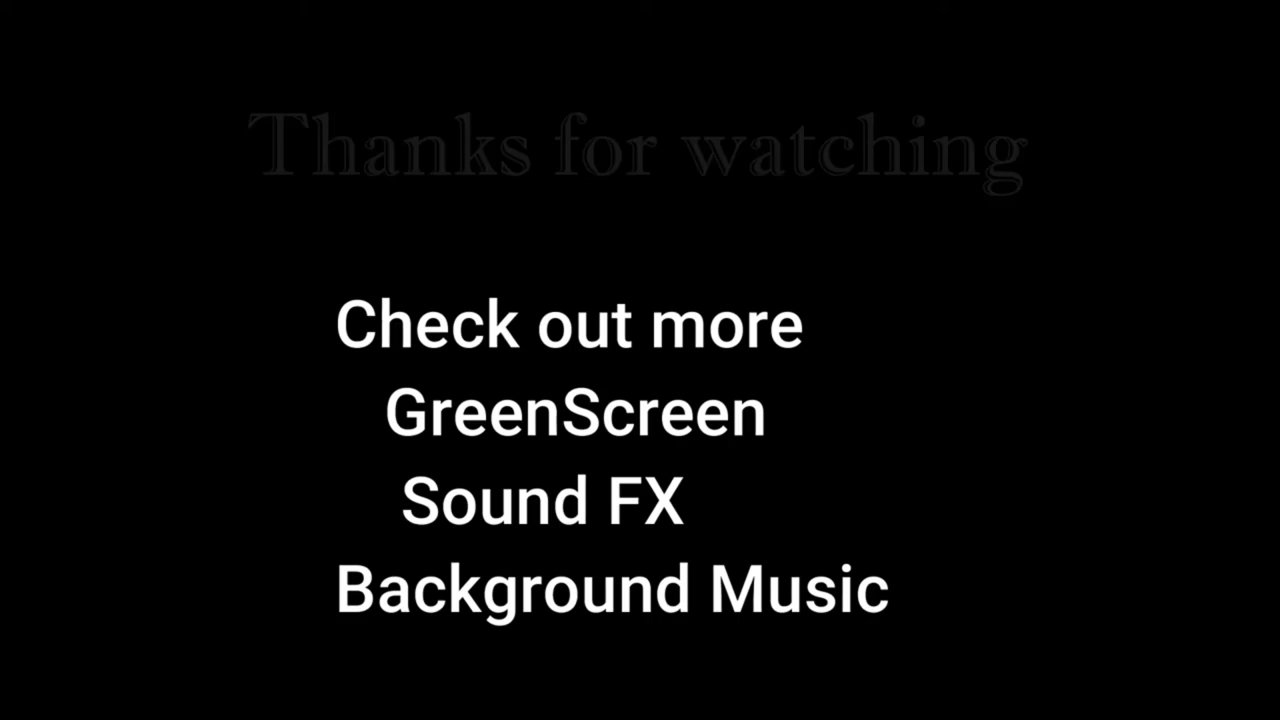 Thanks for watching
Check out more
GreenScreen
Sound FX
Background Music